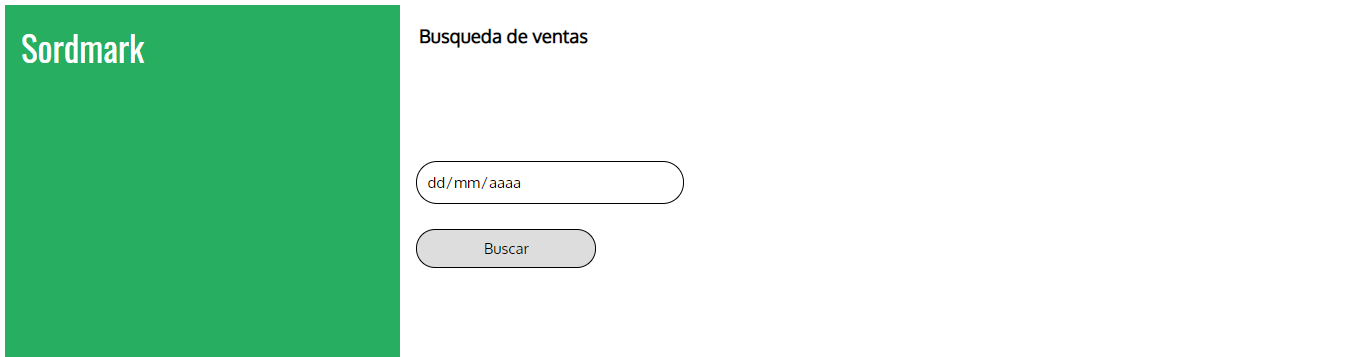 Sordmark
Busqueda de ventas
dd/mm/aaaa
Buscar